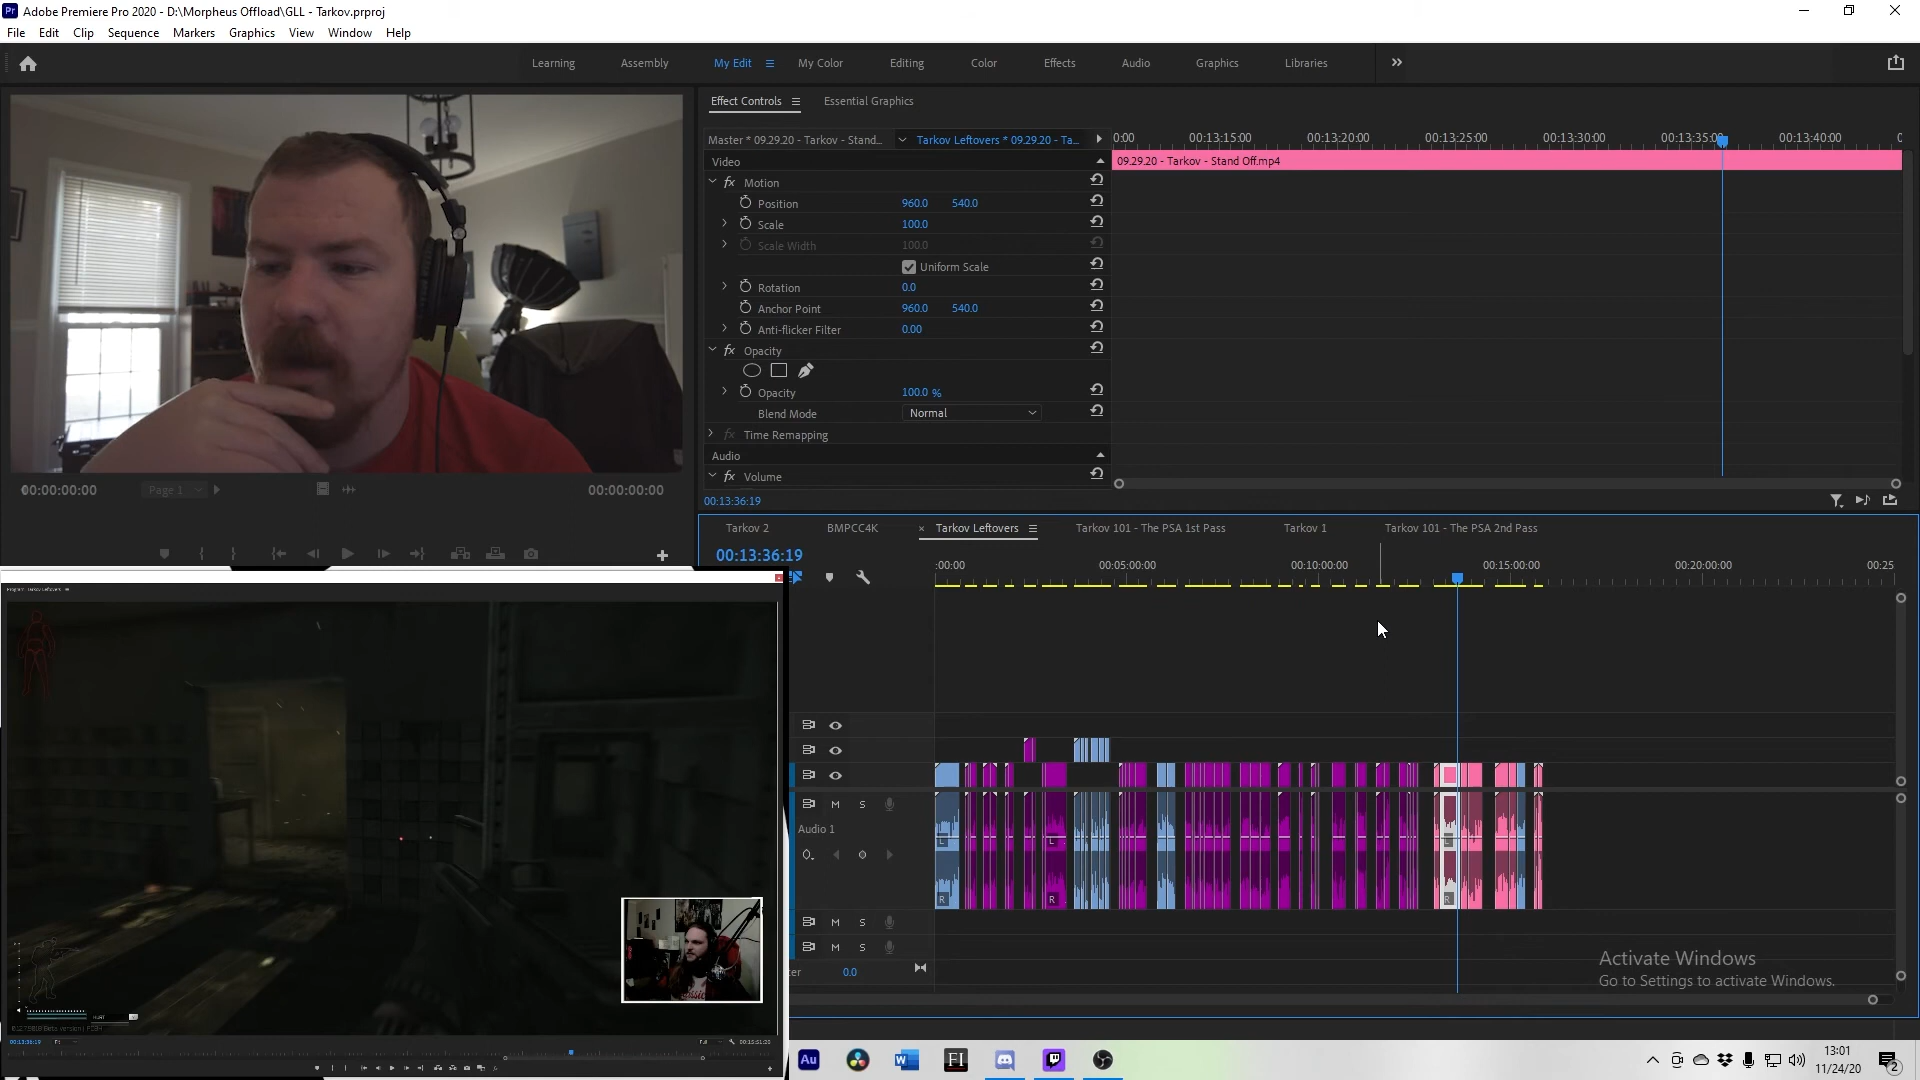 Adobe Premiere Pro 2020 - D:\Morpheus Offload\GLL - Tarkov.prproj
File Edit Clip Sequence Markers Graphics View Window Help
Learning Assembly My Edit My Color Editing Color Effects Audio Graphics Libraries
Effect Controls Essential Graphics
Master * 09.29.20 - Tarkov - Stand... Tarkov Leftovers * 09.29.20 - Ta...
0:00 00:13:15:00 00:13:20:00 00:13:25:00 00:13:30:00 00:13:35:00 00:13:40:00
Video
09.29.20 - Tarkov - Stand Off.mp4
fx Motion
Position 960.0 540.0
Scale 100.0
Scale Width 100.0
Uniform Scale
Rotation 0.0
Anchor Point 960.0 540.0
Anti-flicker Filter 0.00
fx Opacity
Opacity 100.0 %
Blend Mode Normal
fx Time Remapping
Audio
fx Volume
00:13:36:19
00:00:00:00 Page 1 00:00:00:00
Tarkov 2 BMPCC4K Tarkov Leftovers Tarkov 101 - The PSA 1st Pass Tarkov 1 Tarkov 101 - The PSA 2nd Pass
00:13:36:19
:00:00 00:05:00:00 00:10:00:00 00:15:00:00 00:20:00:00 00:25
M S
Audio 1
L L L
R R R
M S
M S
0.0
Activate Windows
Go to Settings to activate Windows.
Au W FI
13:01
11/24/20
2